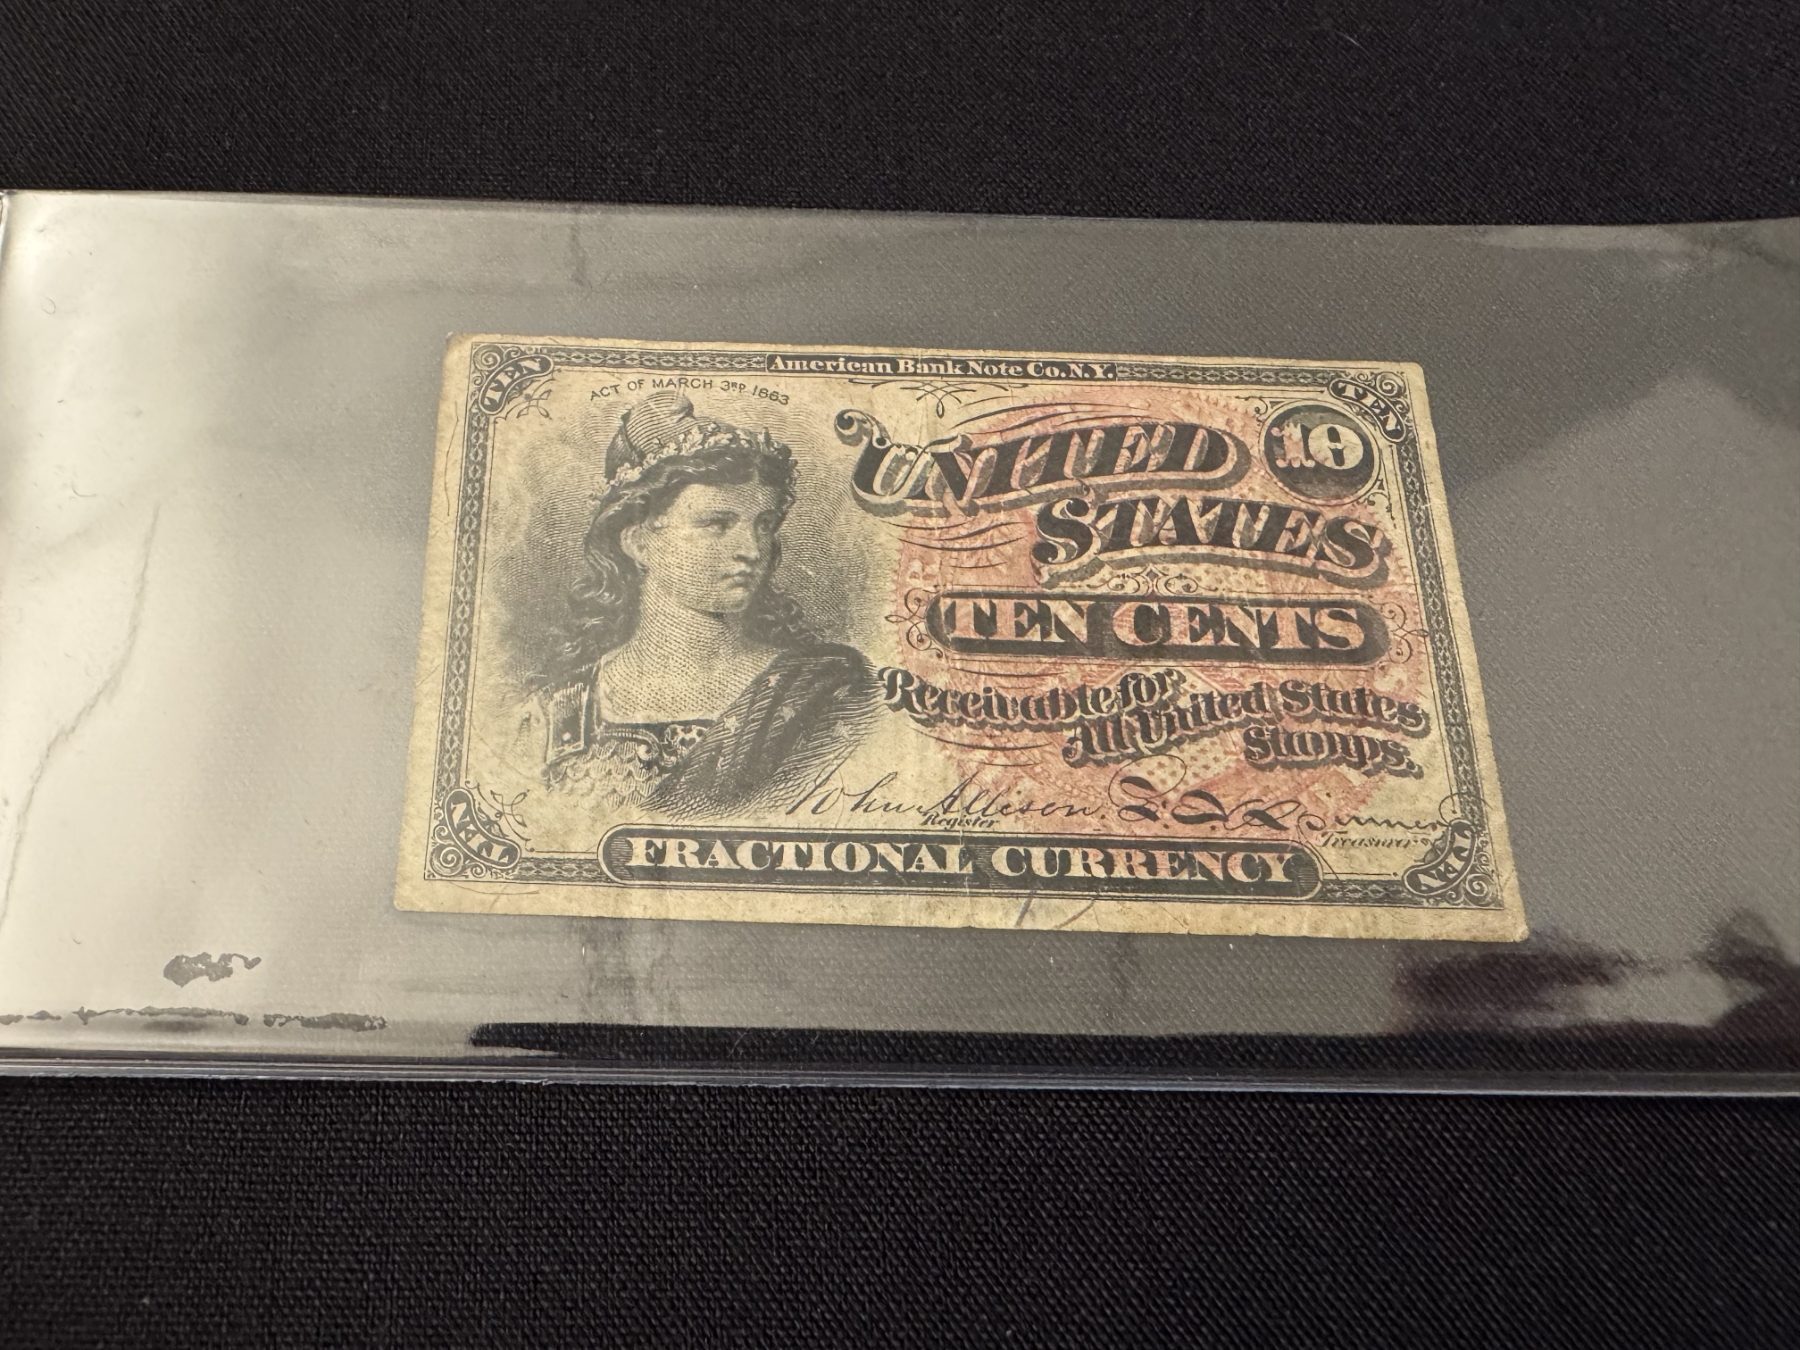 American Bank Note Co. N.Y.
TEN
TEN
ACT OF MARCH 3RD. 1863
10
UNITED
STATES
TEN CENTS
Receivable for
All United States
Stamps.
John Allison.
Register
Treasurer
TEN
TEN
FRACTIONAL CURRENCY